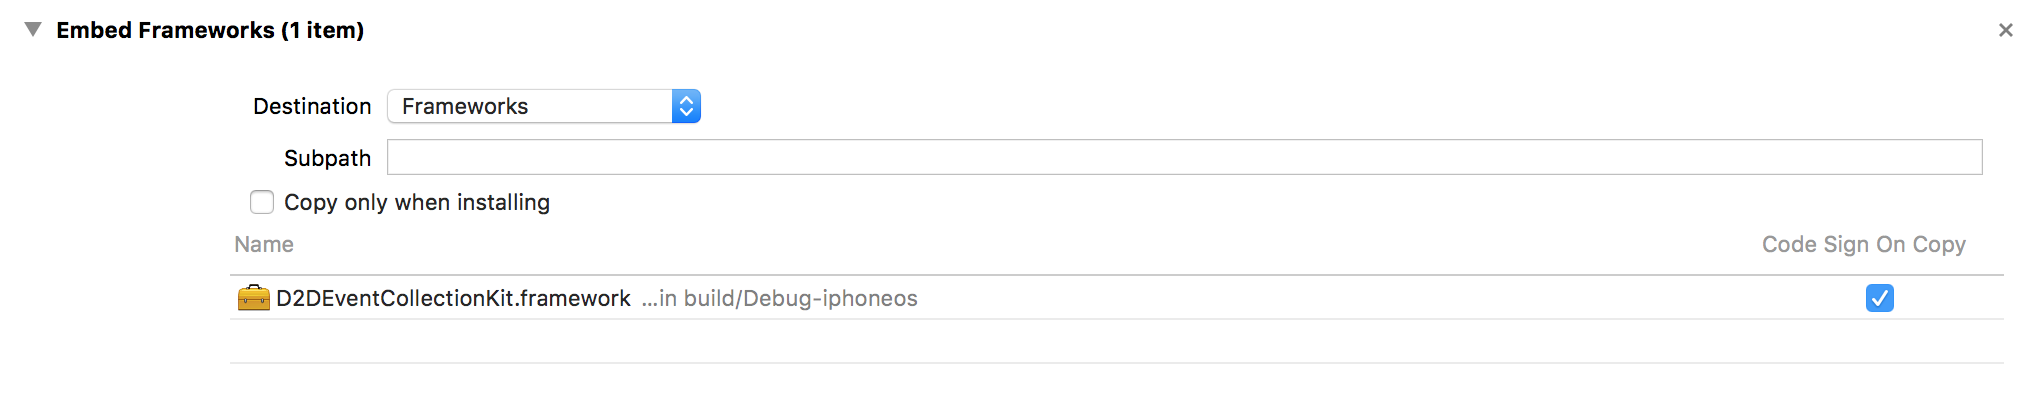 Embed Frameworks (1 item)
Destination Frameworks
Subpath
Copy only when installing
Name Code Sign On Copy
D2DEventCollectionKit.framework ...in build/Debug-iphoneos